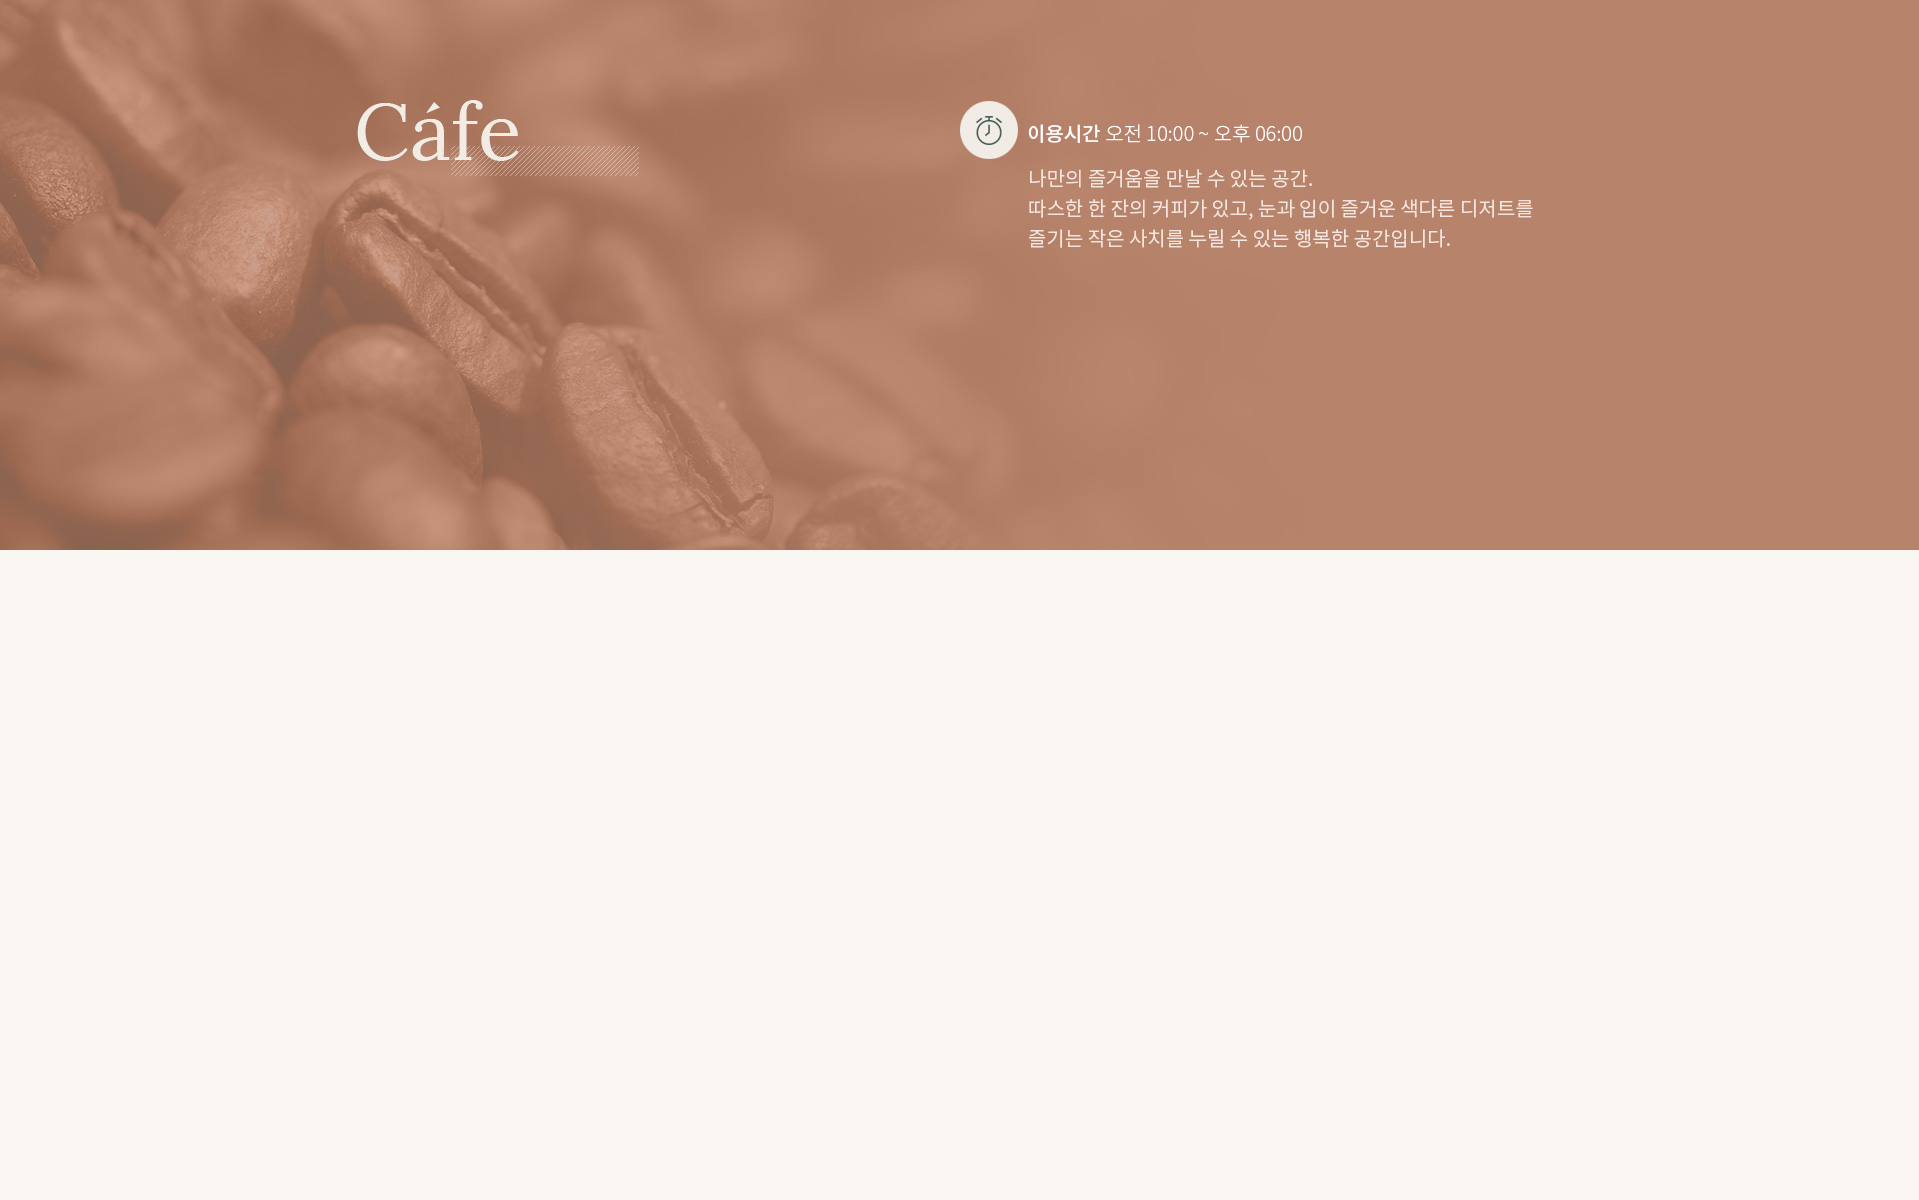 Cáfe
이용시간 오전 10:00 ~ 오후 06:00
나만의 즐거움을 만날 수 있는 공간.
따스한 한 잔의 커피가 있고, 눈과 입이 즐거운 색다른 디저트를
즐기는 작은 사치를 누릴 수 있는 행복한 공간입니다.